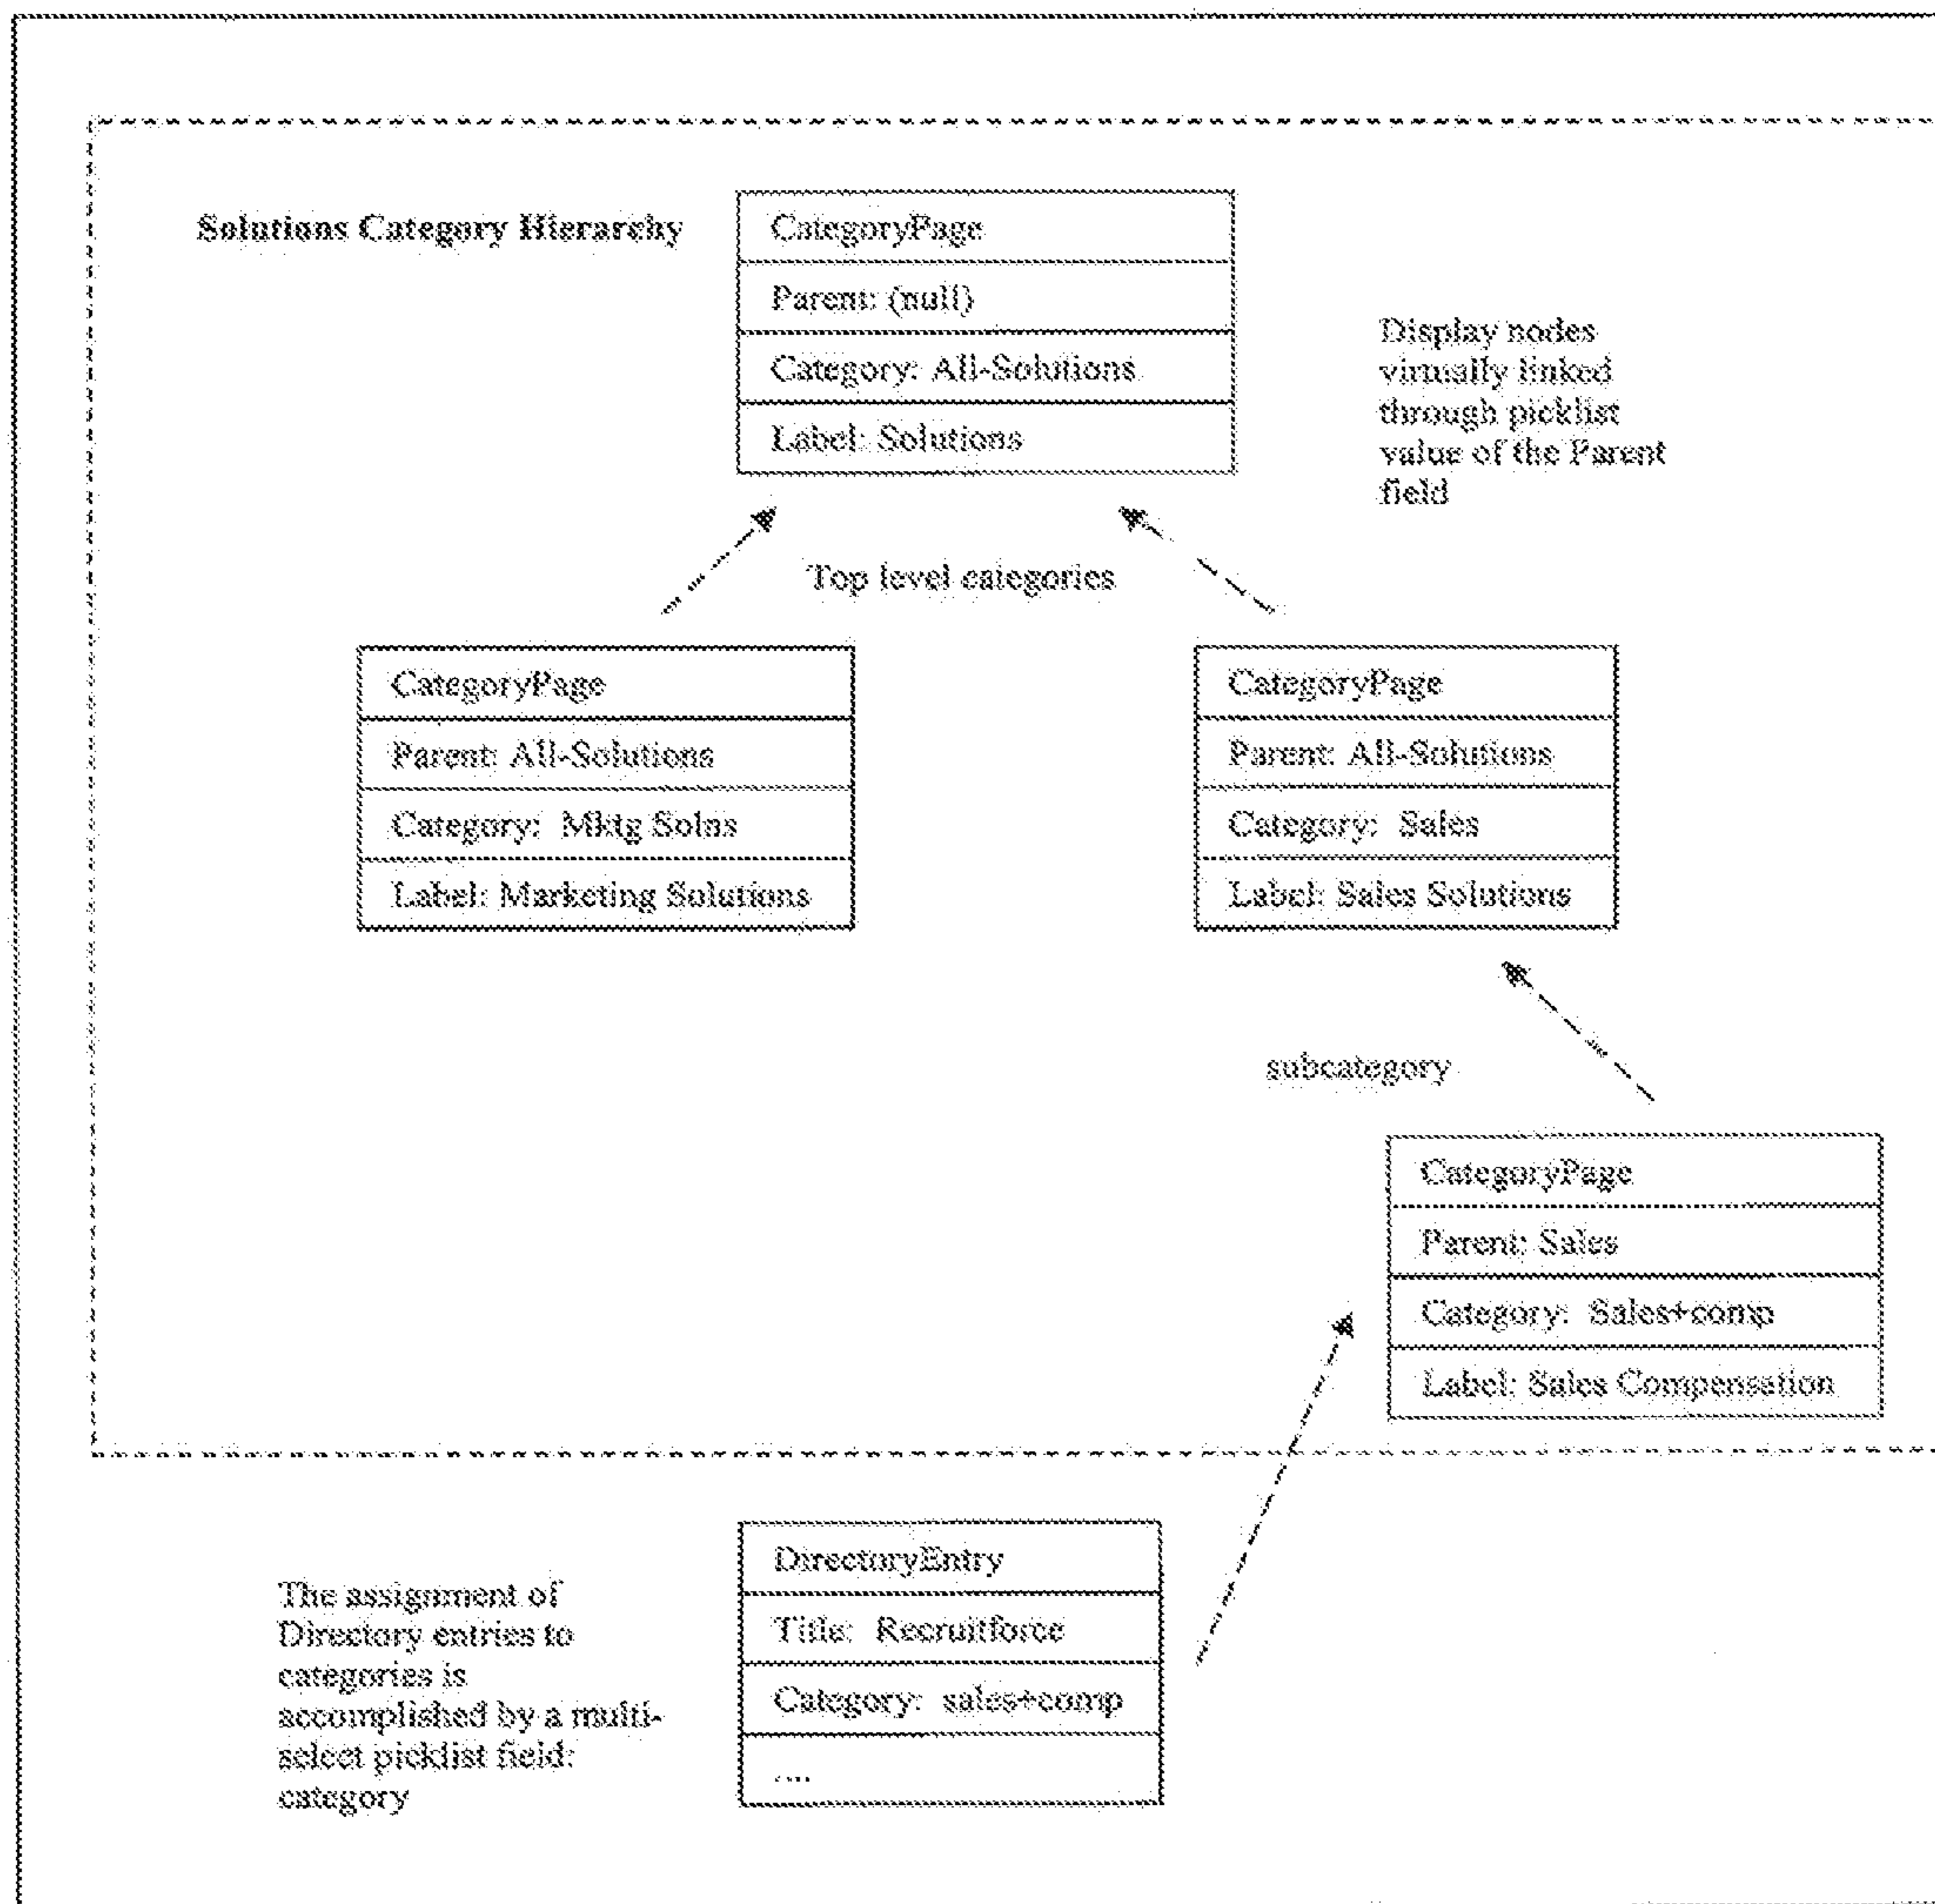 Solutions Category Hierarchy
CategoryPage
Parent: (null)
Category: All-Solutions
Label: Solutions
Display nodes
virtually linked
through picklist
value of the Parent
field
Top level categories
CategoryPage
Parent: All-Solutions
Category: Mktg Solns
Label: Marketing Solutions
CategoryPage
Parent: All-Solutions
Category: Sales
Label: Sales Solutions
subcategory
CategoryPage
Parent: Sales
Category: Sales+comp
Label: Sales Compensation
The assignment of
Directory entries to
categories is
accomplished by a multi-
select picklist field:
category
DirectoryEntry
Title: Recruitforce
Category: sales+comp
....